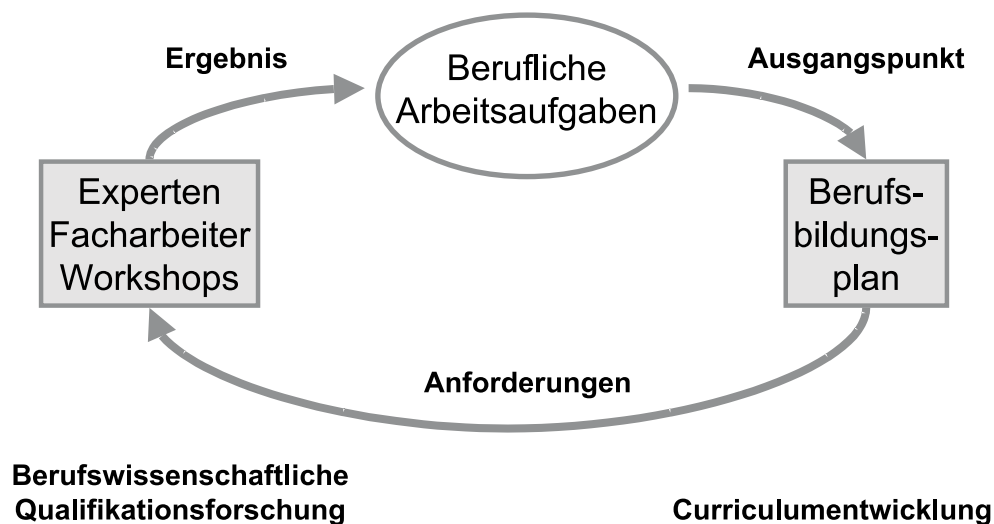 Ergebnis
Berufliche
Arbeitsaufgaben
Ausgangspunkt
Experten
Facharbeiter
Workshops
Berufs-
bildungs-
plan
Anforderungen
Berufswissenschaftliche
Qualifikationsforschung
Curriculumentwicklung